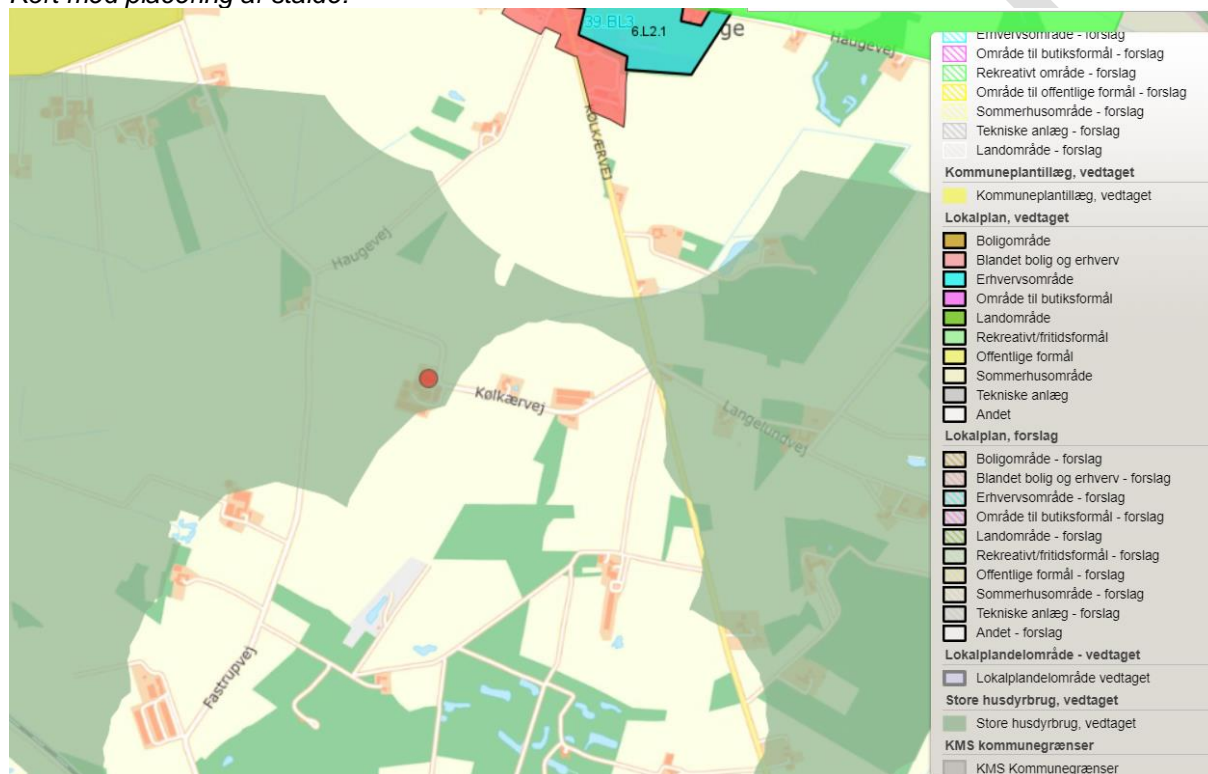 Kort med placering af stalde.
39.BL3
6.L2.1
ge
Haugevej
KØLKÆRVEJ
Haugevej
Kølkærvej
Langelundvej
Fastrupvej
Erhvervsområde - forslag
Område til butiksformål - forslag
Rekreativt område - forslag
Område til offentlige formål - forslag
Sommerhusområde - forslag
Tekniske anlæg - forslag
Landområde - forslag
Kommuneplantillæg, vedtaget
Kommuneplantillæg, vedtaget
Lokalplan, vedtaget
Boligområde
Blandet bolig og erhverv
Erhvervsområde
Område til butiksformål
Landområde
Rekreativt/fritidsformål
Offentlige formål
Sommerhusområde
Tekniske anlæg
Andet
Lokalplan, forslag
Boligområde - forslag
Blandet bolig og erhverv - forslag
Erhvervsområde - forslag
Område til butiksformål - forslag
Landområde - forslag
Rekreativt/fritidsformål - forslag
Offentlige formål - forslag
Sommerhusområde - forslag
Tekniske anlæg - forslag
Andet - forslag
Lokalplandelområde - vedtaget
Lokalplandelområde vedtaget
Store husdyrbrug, vedtaget
Store husdyrbrug, vedtaget
KMS kommunegrænser
KMS Kommunegrænser